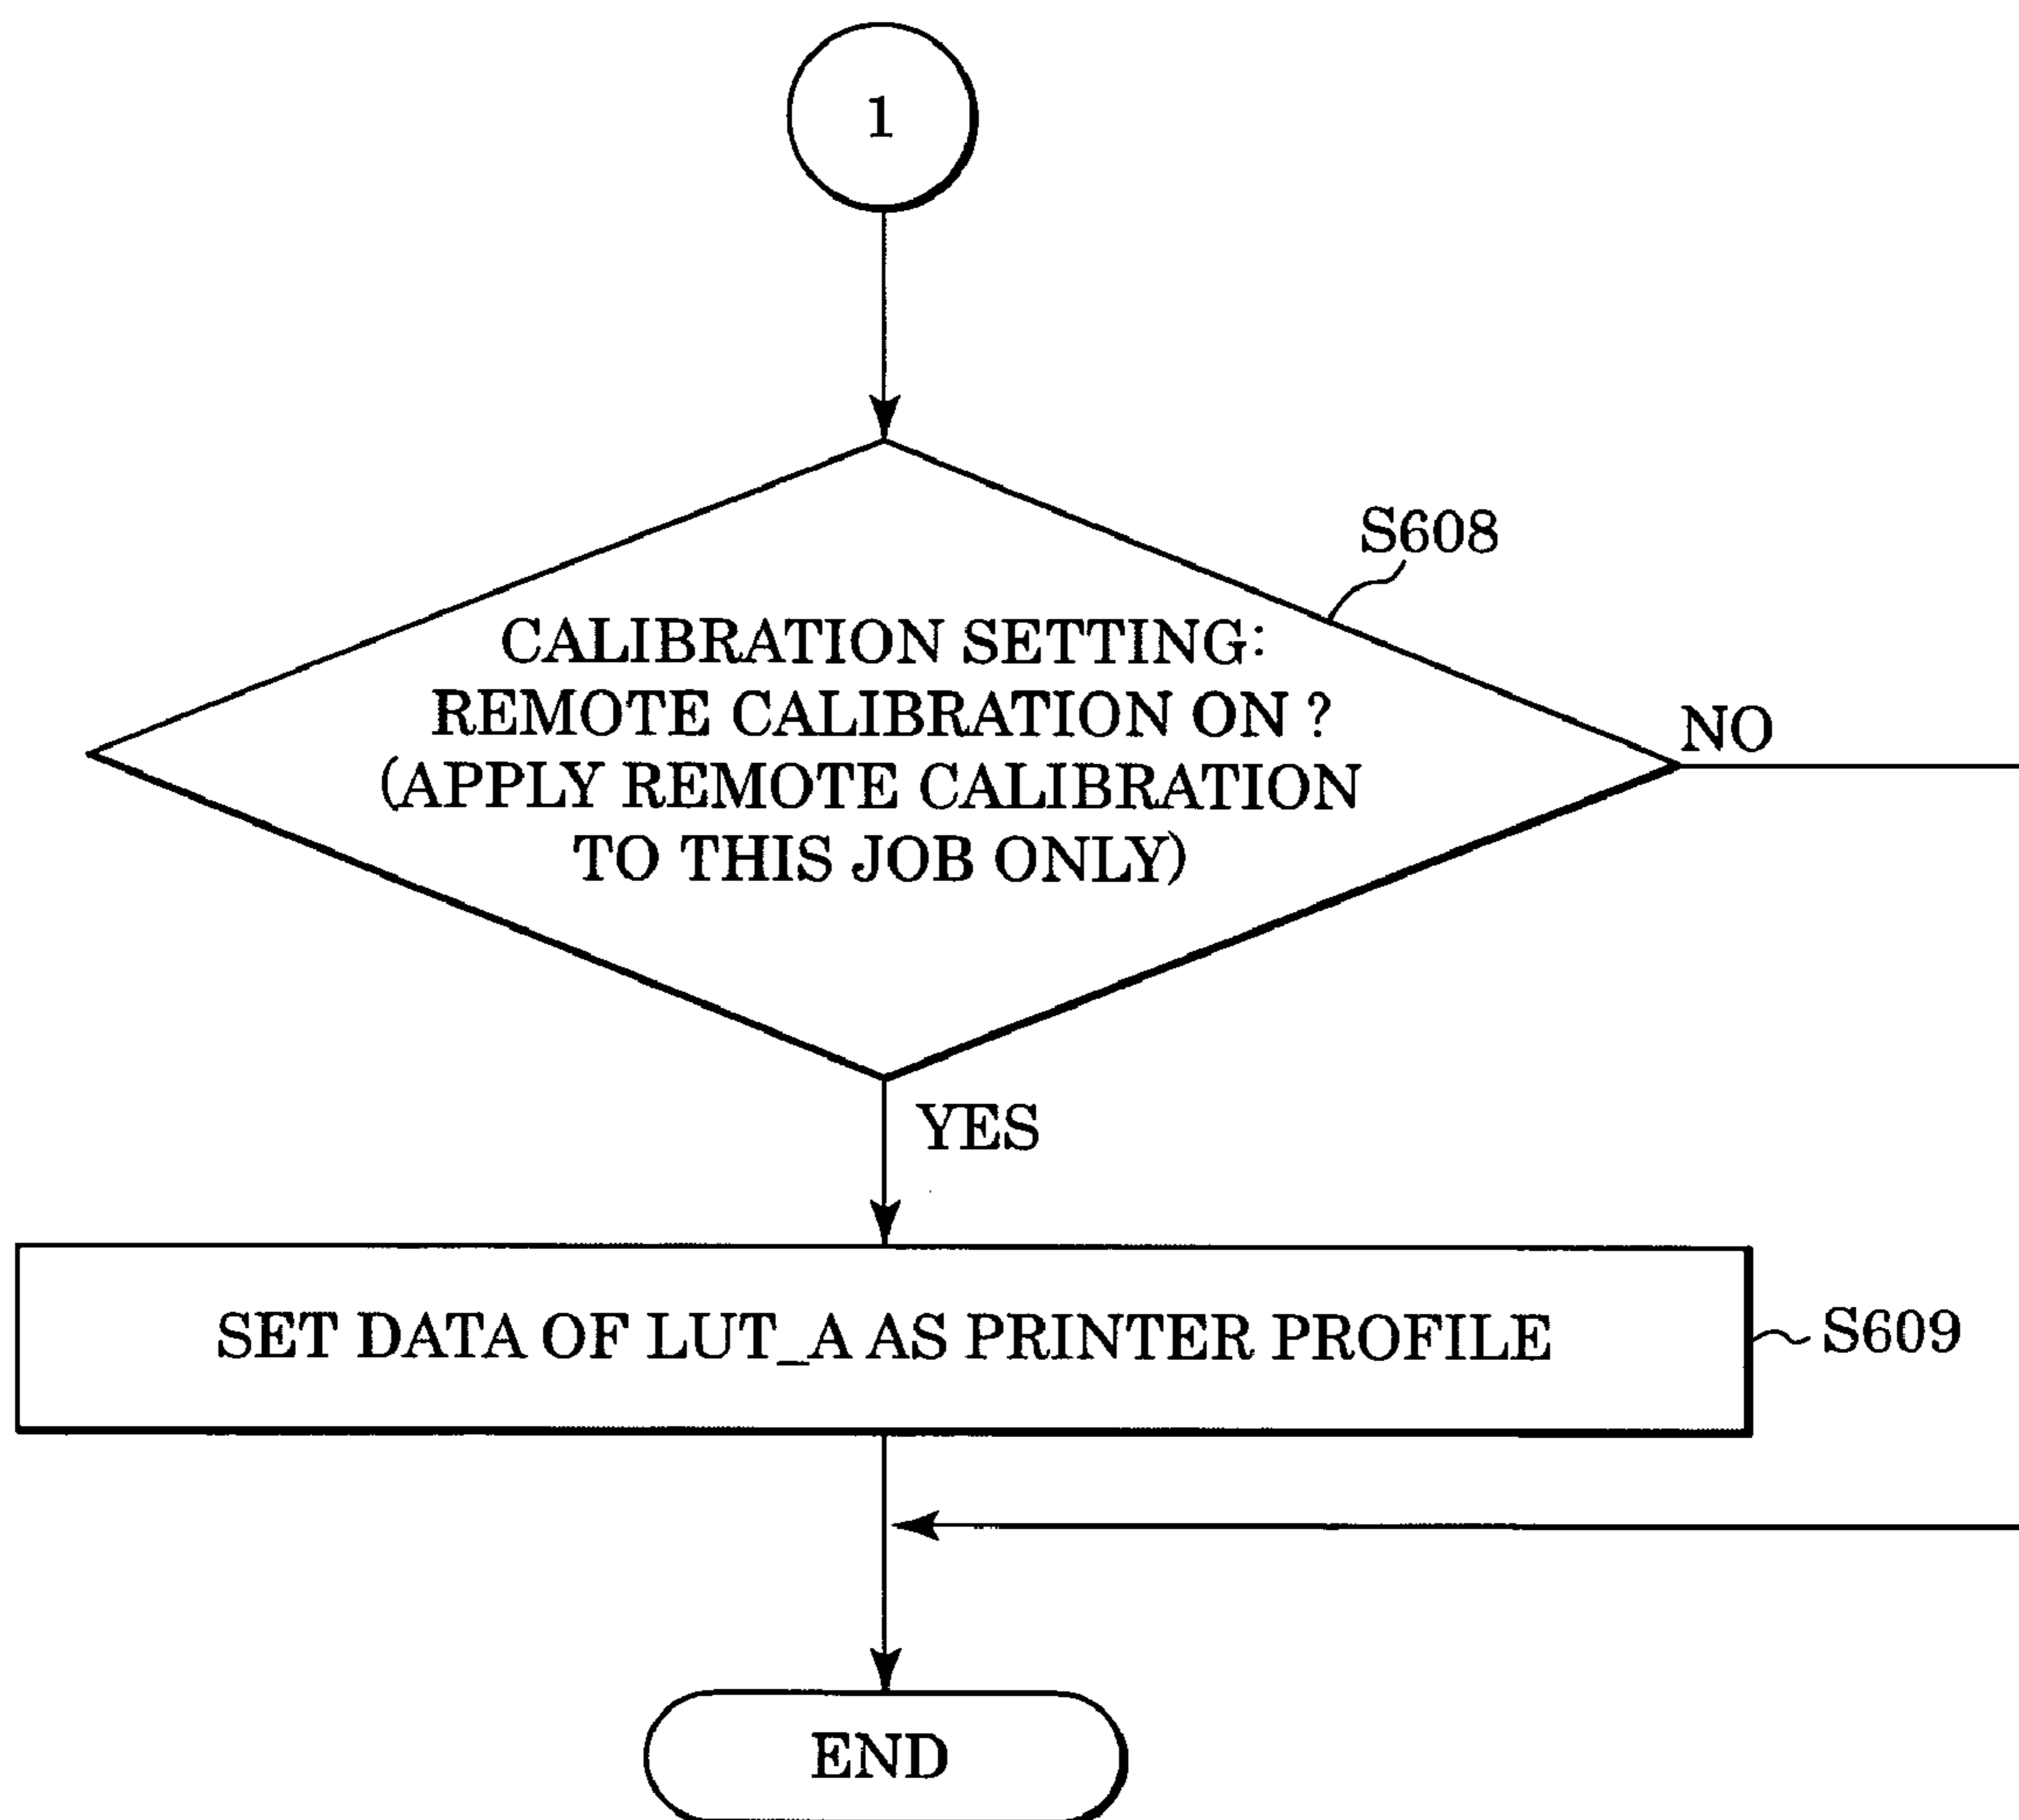 1
S608
CALIBRATION SETTING:
REMOTE CALIBRATION ON ?
(APPLY REMOTE CALIBRATION
TO THIS JOB ONLY)
NO
YES
SET DATA OF LUT_A AS PRINTER PROFILE
S609
END